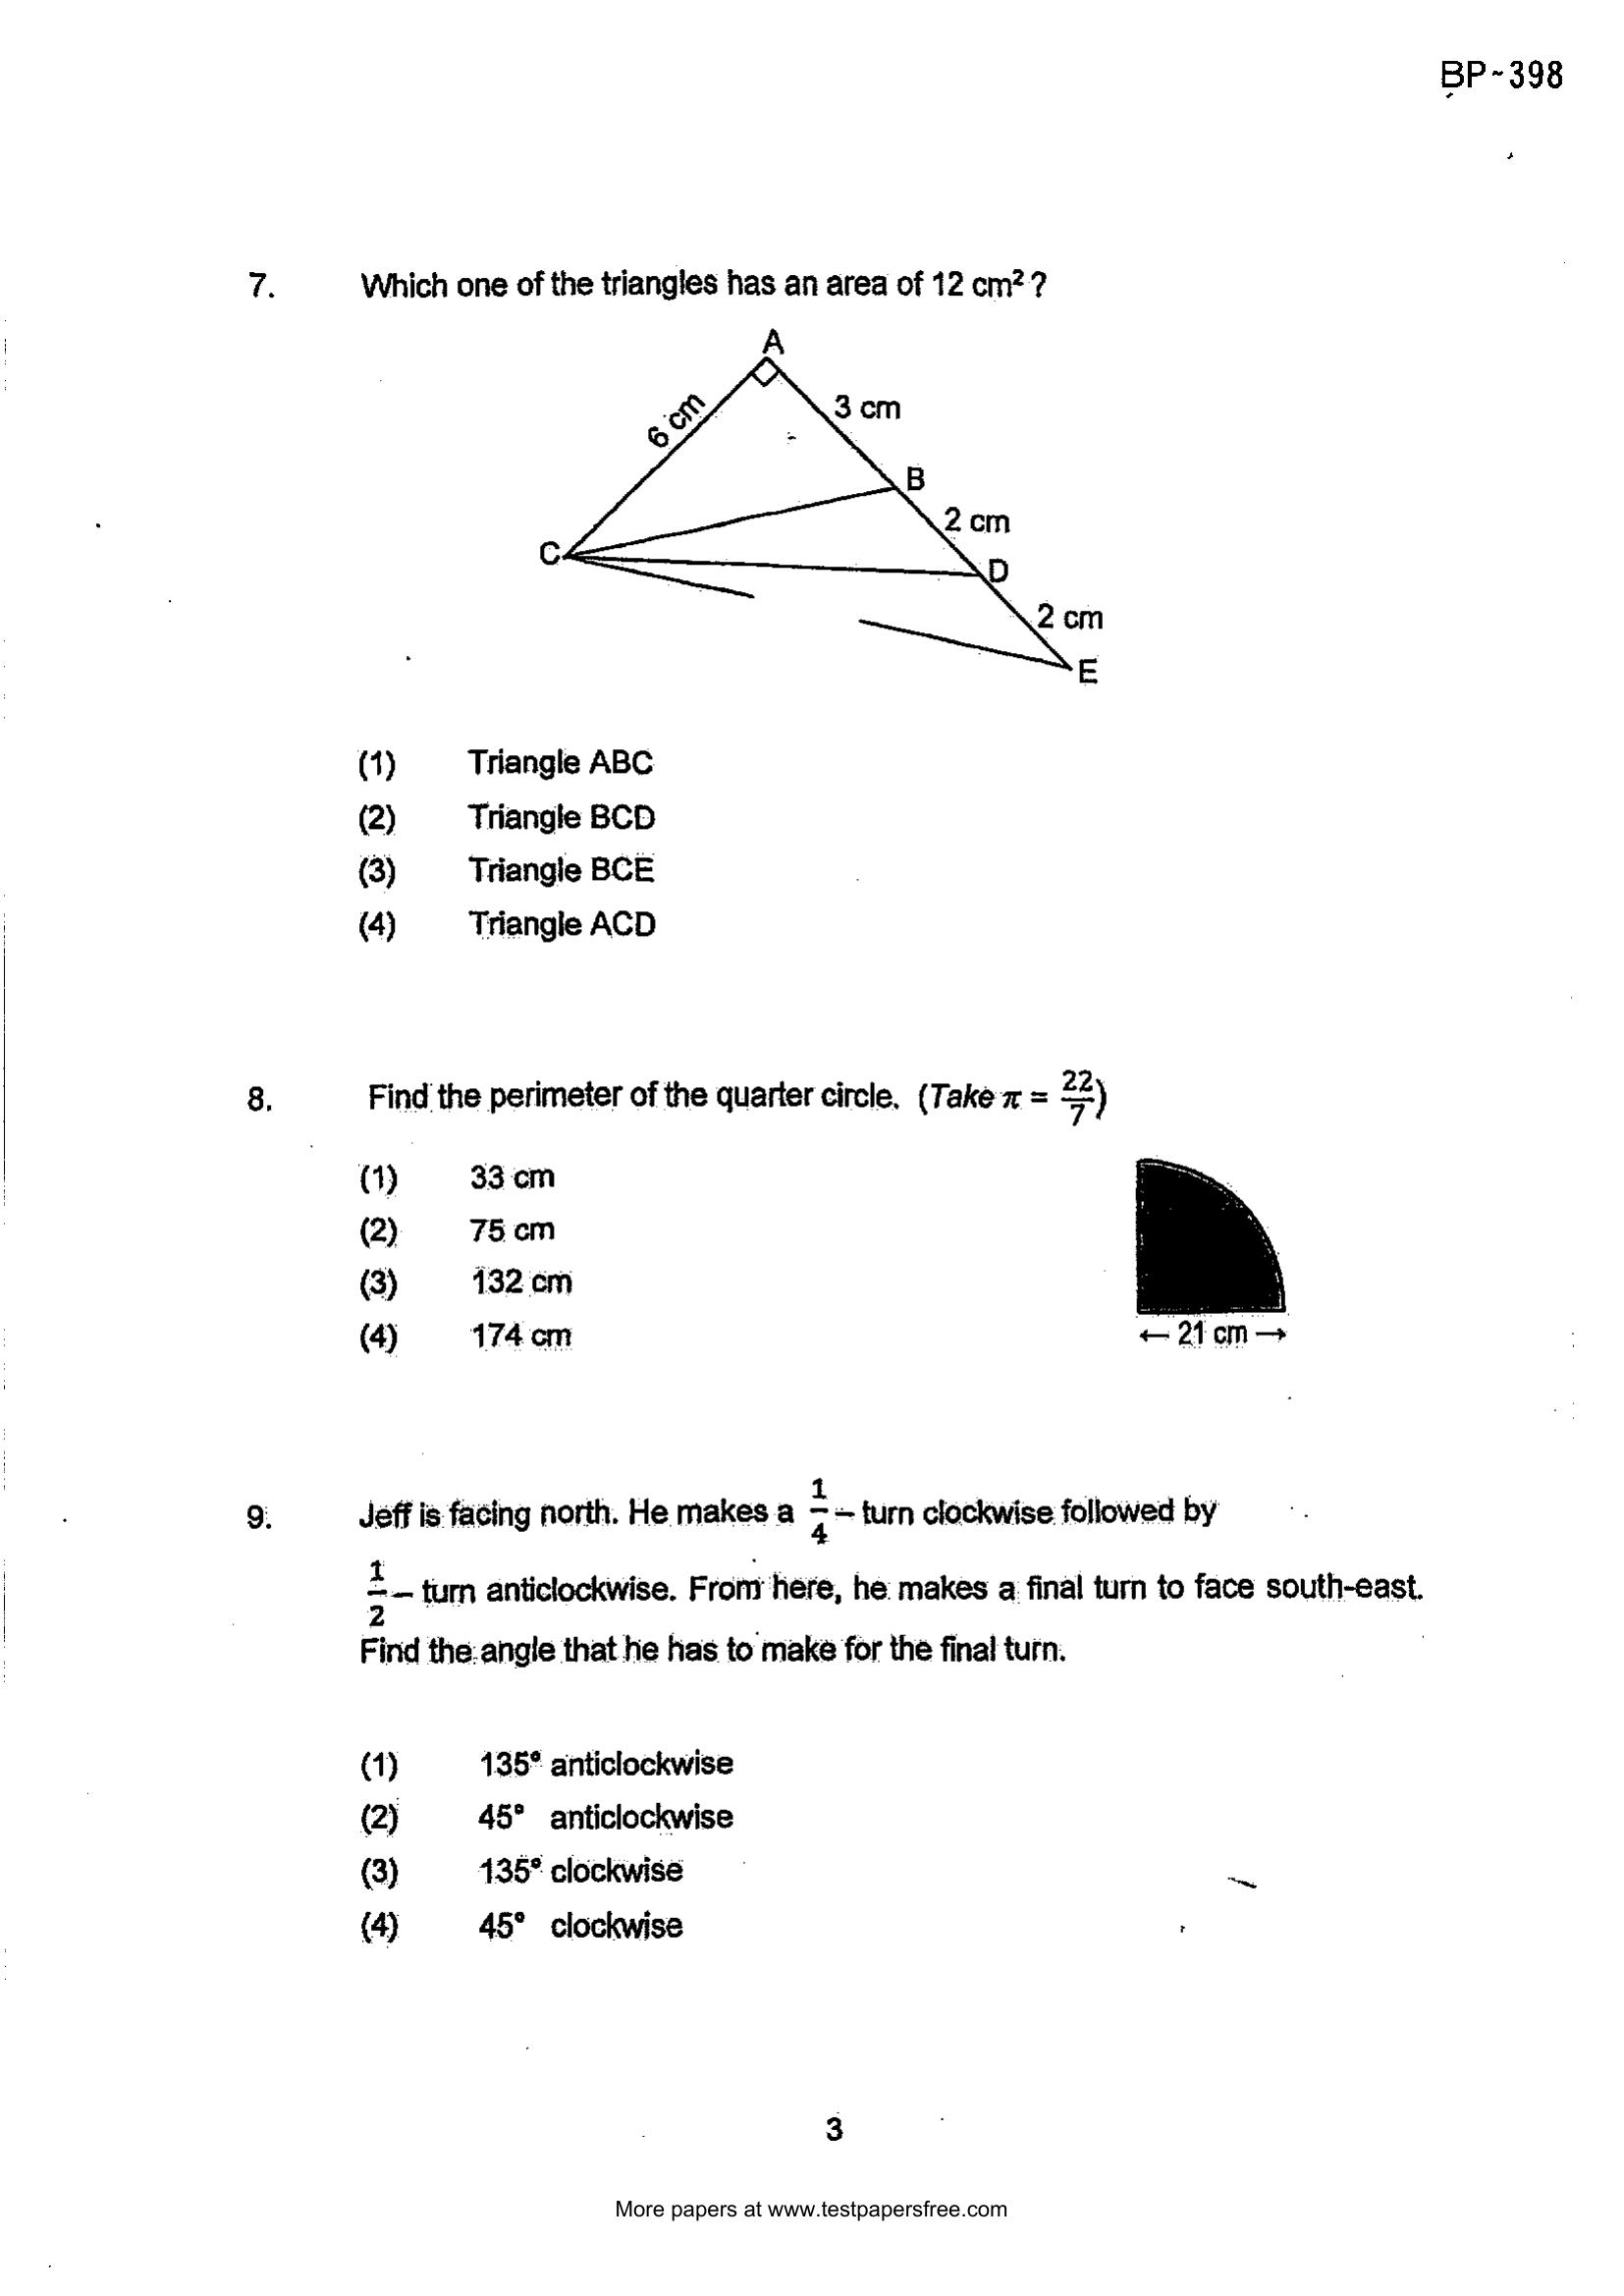 BP-398
7. Which one of the triangles has an area of 12 cm²?
A
6 cm
3 cm
B
2 cm
C
D
2 cm
E
(1) Triangle ABC
(2) Triangle BCD
(3) Triangle BCE
(4) Triangle ACD
8. Find the perimeter of the quarter circle. (Take π = 22/7)
(1) 33 cm
(2) 75 cm
(3) 132 cm
(4) 174 cm
← 21 cm →
9. Jeff is facing north. He makes a 1/4 – turn clockwise followed by
1/2 – turn anticlockwise. From here, he makes a final turn to face south-east.
Find the angle that he has to make for the final turn.
(1) 135° anticlockwise
(2) 45° anticlockwise
(3) 135° clockwise
(4) 45° clockwise
3
More papers at www.testpapersfree.com